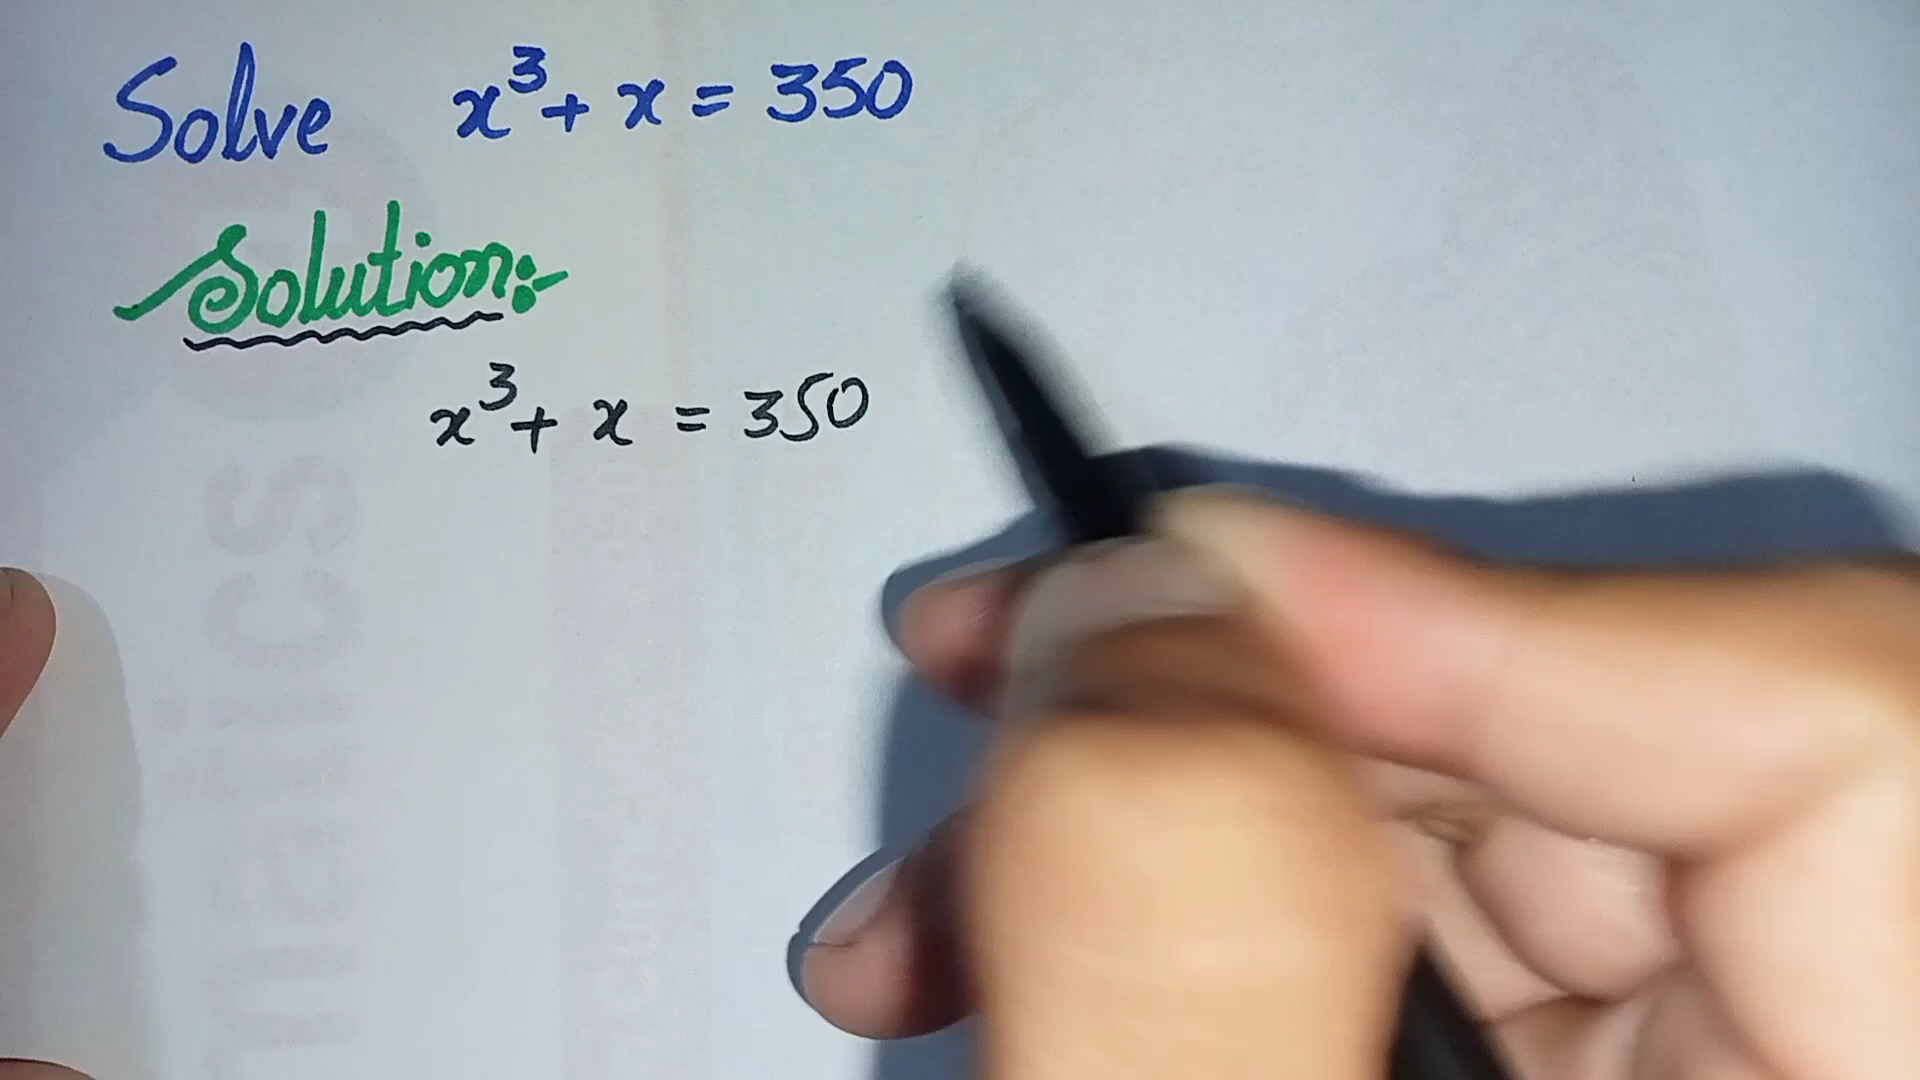 Solve x³ + x = 350
Solution:-
x³ + x = 350